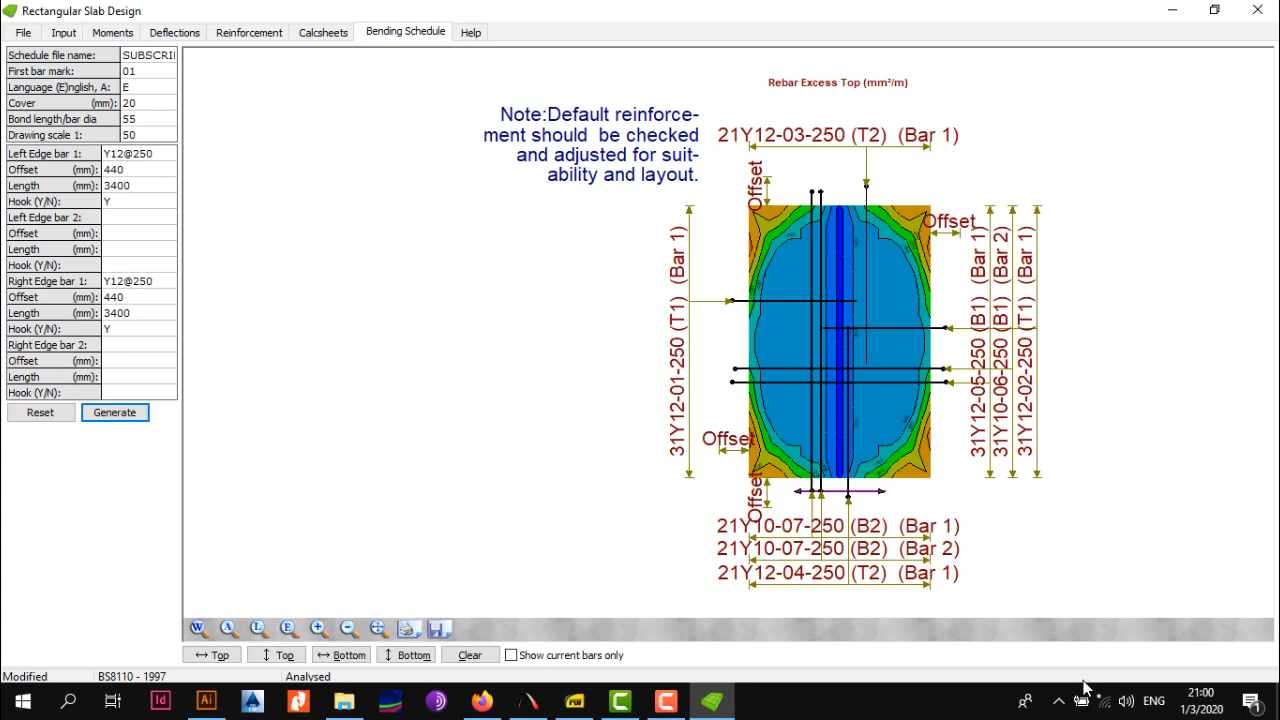 Rectangular Slab Design
File Input Moments Deflections Reinforcement Calcsheets Bending Schedule Help
Schedule file name: SUBSCRI
First bar mark: 01
Language (E)nglish, A: E
Cover (mm): 20
Bond length/bar dia 55
Drawing scale 1: 50
Left Edge bar 1: Y12@250
Offset (mm): 440
Length (mm): 3400
Hook (Y/N): Y
Left Edge bar 2:
Offset (mm):
Length (mm):
Hook (Y/N):
Right Edge bar 1: Y12@250
Offset (mm): 440
Length (mm): 3400
Hook (Y/N): Y
Right Edge bar 2:
Offset (mm):
Length (mm):
Hook (Y/N):
Reset Generate
Rebar Excess Top (mm²/m)
Note:Default reinforce-
ment should be checked
and adjusted for suit-
ability and layout.
21Y12-03-250 (T2) (Bar 1)
Offset
Offset
31Y12-01-250 (T1) (Bar 1)
31Y12-05-250 (B1) (Bar 1)
31Y10-06-250 (B1) (Bar 2)
31Y12-02-250 (T1) (Bar 1)
Offset
Offset
21Y10-07-250 (B2) (Bar 1)
21Y10-07-250 (B2) (Bar 2)
21Y12-04-250 (T2) (Bar 1)
W A L E
Top Top Bottom Bottom Clear Show current bars only
Modified BS8110 - 1997 Analysed
Id Ai ENG 21:00
1/3/2020 1